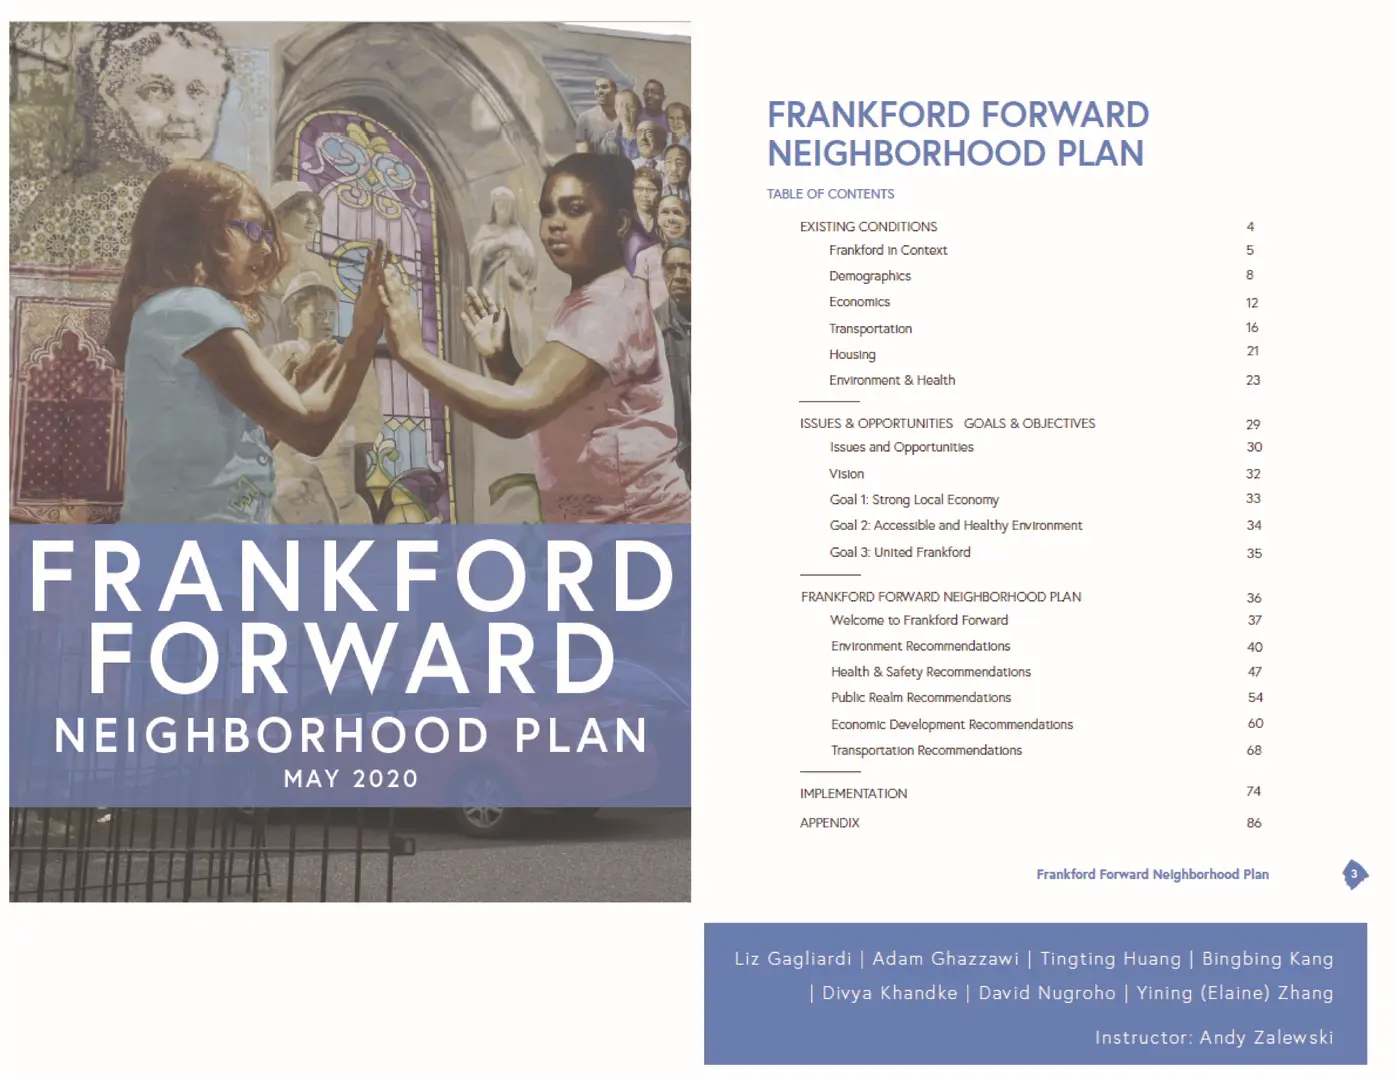 FRANKFORD
FORWARD
NEIGHBORHOOD PLAN
MAY 2020
FRANKFORD FORWARD
NEIGHBORHOOD PLAN
TABLE OF CONTENTS
EXISTING CONDITIONS 4
Frankford in Context 5
Demographics 8
Economics 12
Transportation 16
Housing 21
Environment & Health 23
ISSUES & OPPORTUNITIES GOALS & OBJECTIVES 29
Issues and Opportunities 30
Vision 32
Goal 1: Strong Local Economy 33
Goal 2: Accessible and Healthy Environment 34
Goal 3: United Frankford 35
FRANKFORD FORWARD NEIGHBORHOOD PLAN 36
Welcome to Frankford Forward 37
Environment Recommendations 40
Health & Safety Recommendations 47
Public Realm Recommendations 54
Economic Development Recommendations 60
Transportation Recommendations 68
IMPLEMENTATION 74
APPENDIX 86
Frankford Forward Neighborhood Plan 3
Liz Gagliardi | Adam Ghazzawi | Tingting Huang | Bingbing Kang
| Divya Khandke | David Nugroho | Yining (Elaine) Zhang
Instructor: Andy Zalewski